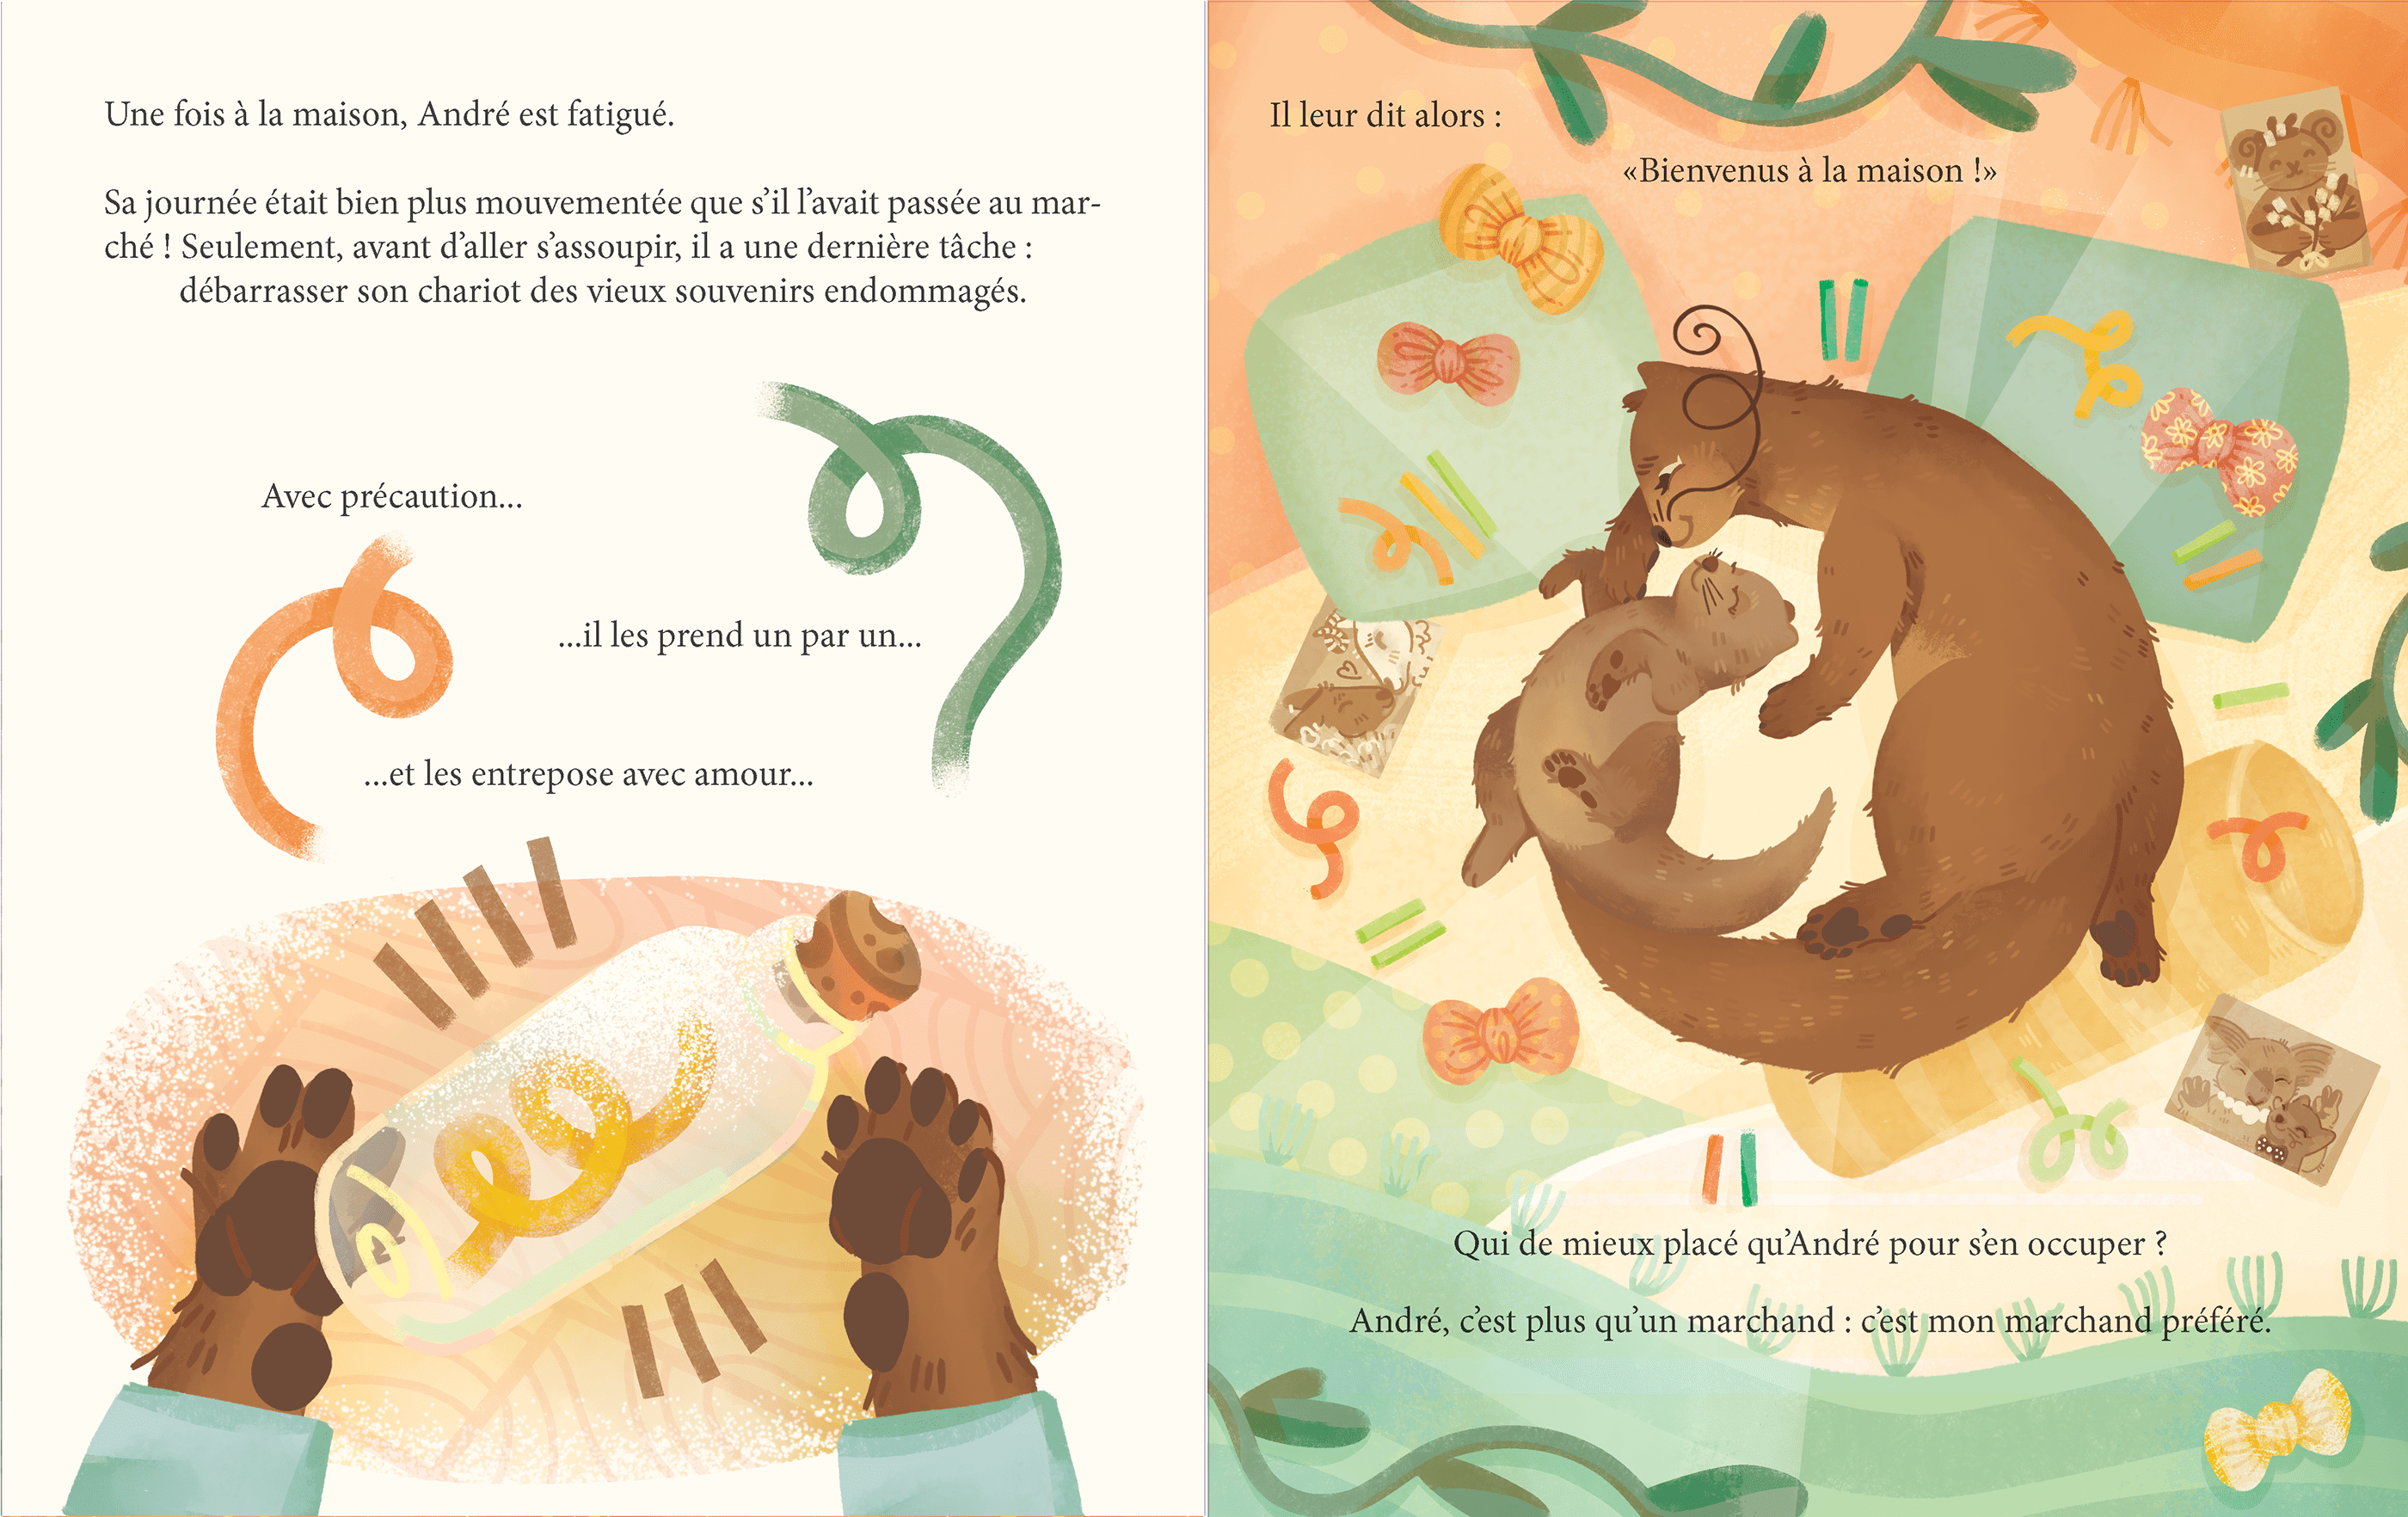 Une fois à la maison, André est fatigué.
Sa journée était bien plus mouvementée que s’il l’avait passée au mar-
ché ! Seulement, avant d’aller s’assoupir, il a une dernière tâche :
débarrasser son chariot des vieux souvenirs endommagés.
Avec précaution...
...il les prend un par un...
...et les entrepose avec amour...
Il leur dit alors :
«Bienvenus à la maison !»
Qui de mieux placé qu’André pour s’en occuper ?
André, c’est plus qu’un marchand : c’est mon marchand préféré.